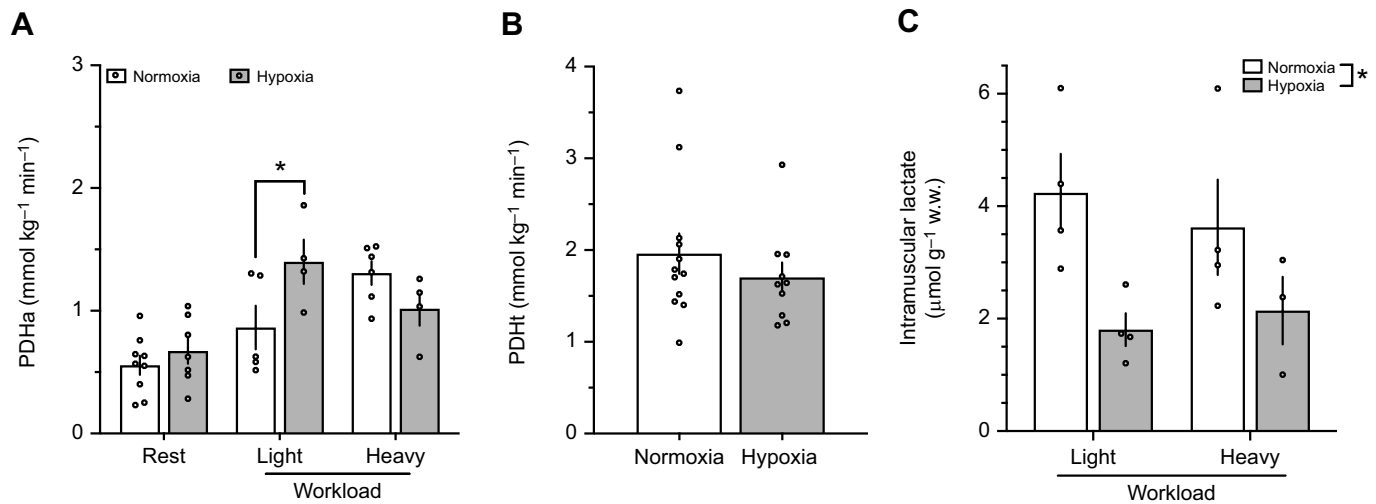 A
PDHa (mmol kg⁻¹ min⁻¹)
3
2
1
0
Normoxia
Hypoxia
*
Rest
Light
Heavy
Workload
B
PDHt (mmol kg⁻¹ min⁻¹)
4
3
2
1
0
Normoxia
Hypoxia
C
Intramuscular lactate
(μmol g⁻¹ w.w.)
6
4
2
0
Normoxia
Hypoxia
*
Light
Heavy
Workload